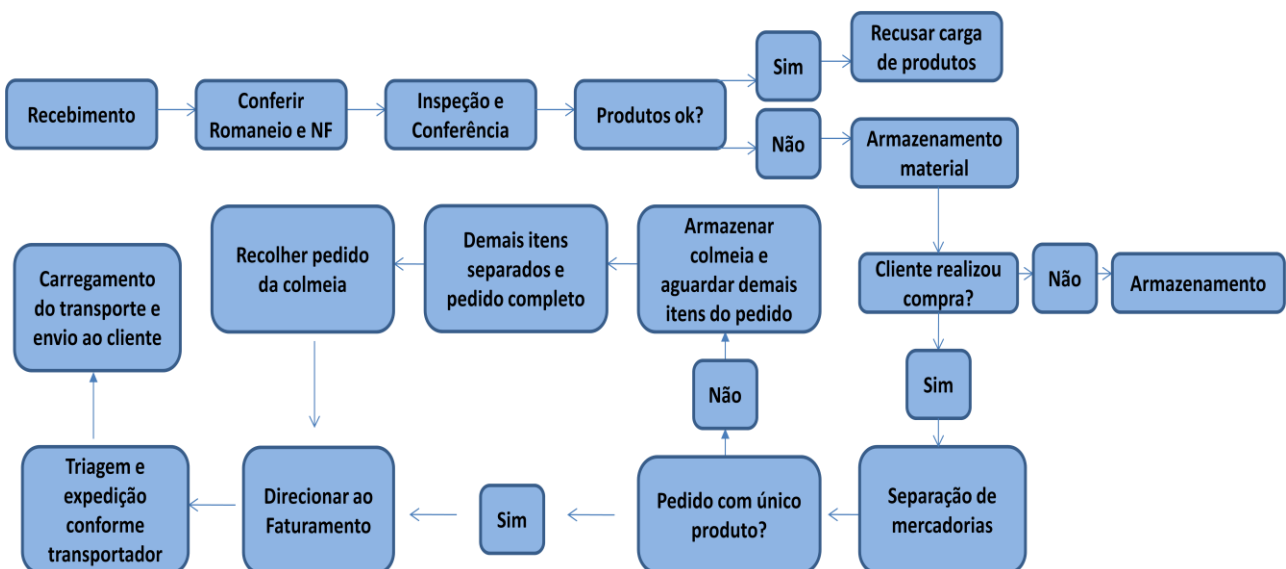 Recebimento
Conferir
Romaneio e NF
Inspeção e
Conferência
Produtos ok?
Sim
Recusar carga
de produtos
Não
Armazenamento
material
Cliente realizou
compra?
Não
Armazenamento
Sim
Separação de
mercadorias
Pedido com único
produto?
Não
Armazenar
colmeia e
aguardar demais
itens do pedido
Demais itens
separados e
pedido completo
Recolher pedido
da colmeia
Sim
Direcionar ao
Faturamento
Triagem e
expedição
conforme
transportador
Carregamento
do transporte e
envio ao cliente